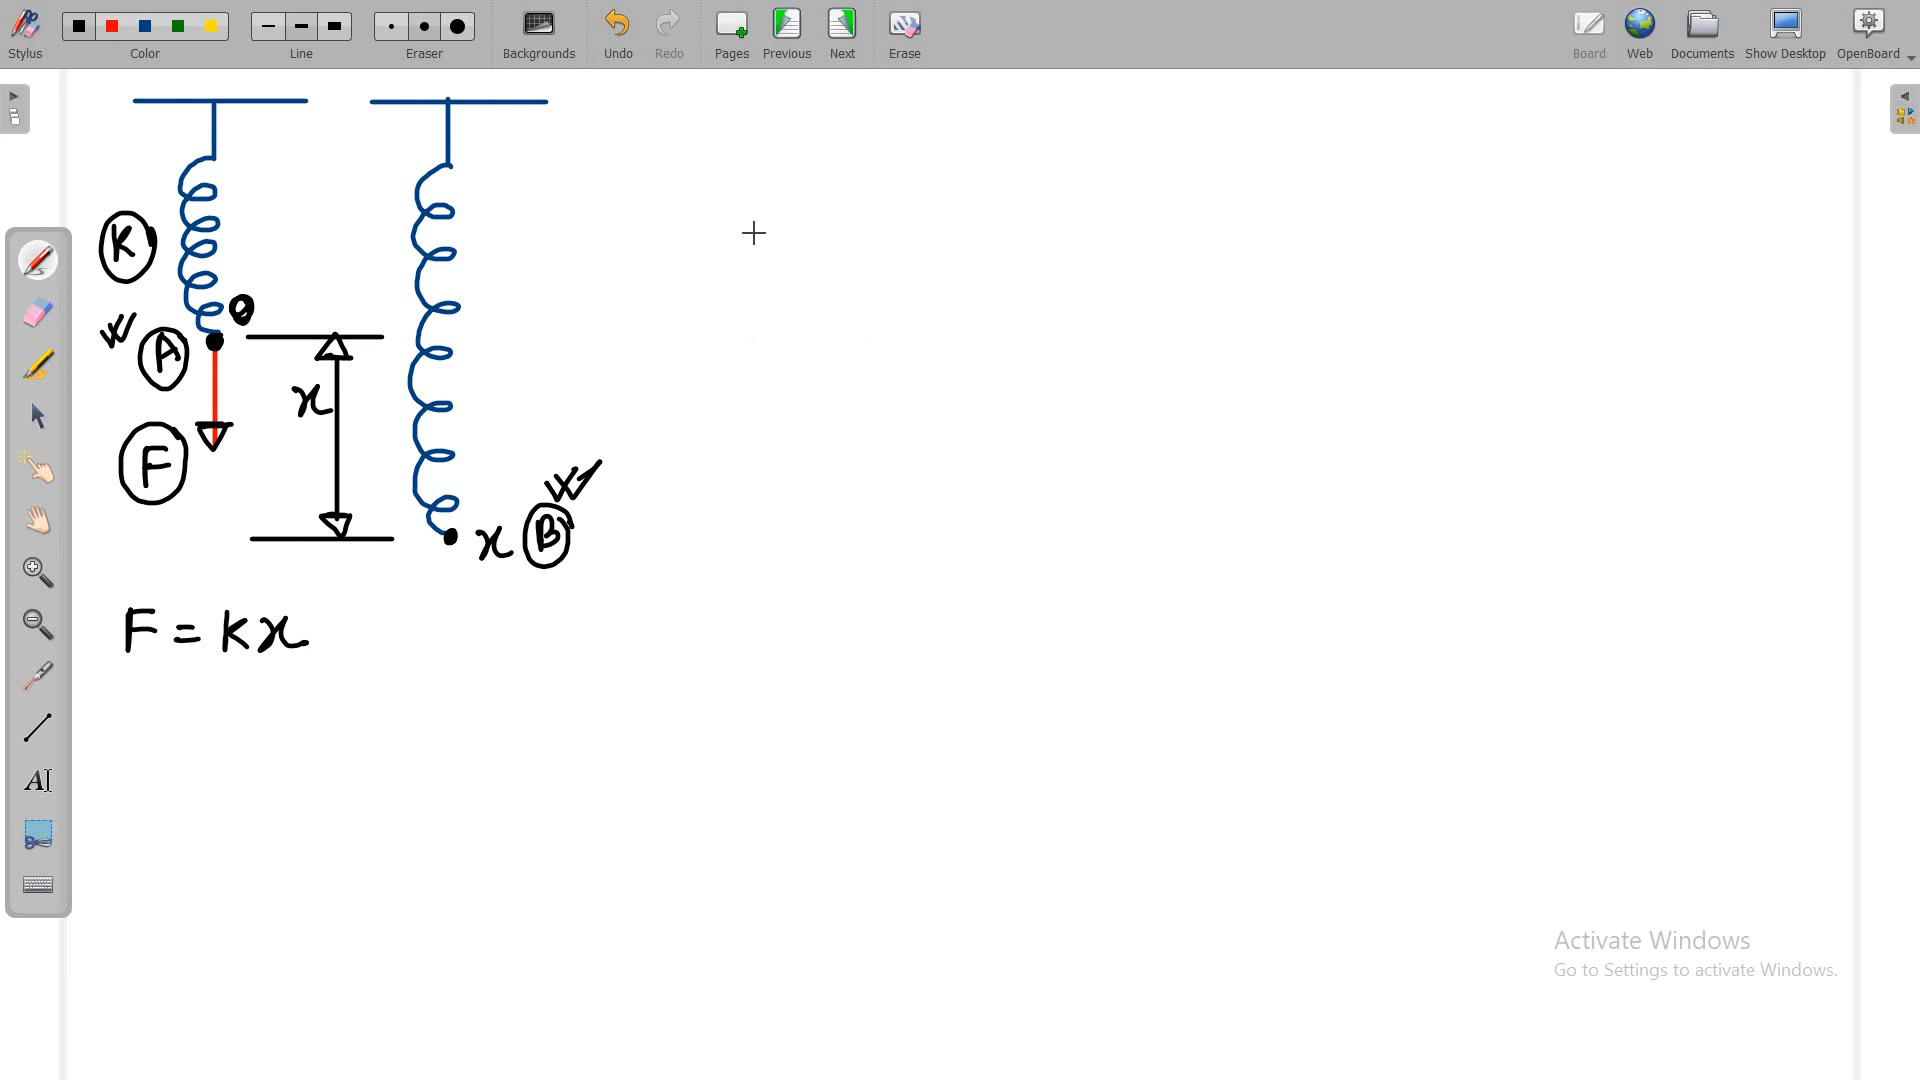 Stylus
Color
Line
Eraser
Backgrounds
Undo
Redo
Pages
Previous
Next
Erase
Board
Web
Documents
Show Desktop
OpenBoard
K
0
A
x
F
x B
F = Kx
AI
Activate Windows
Go to Settings to activate Windows.